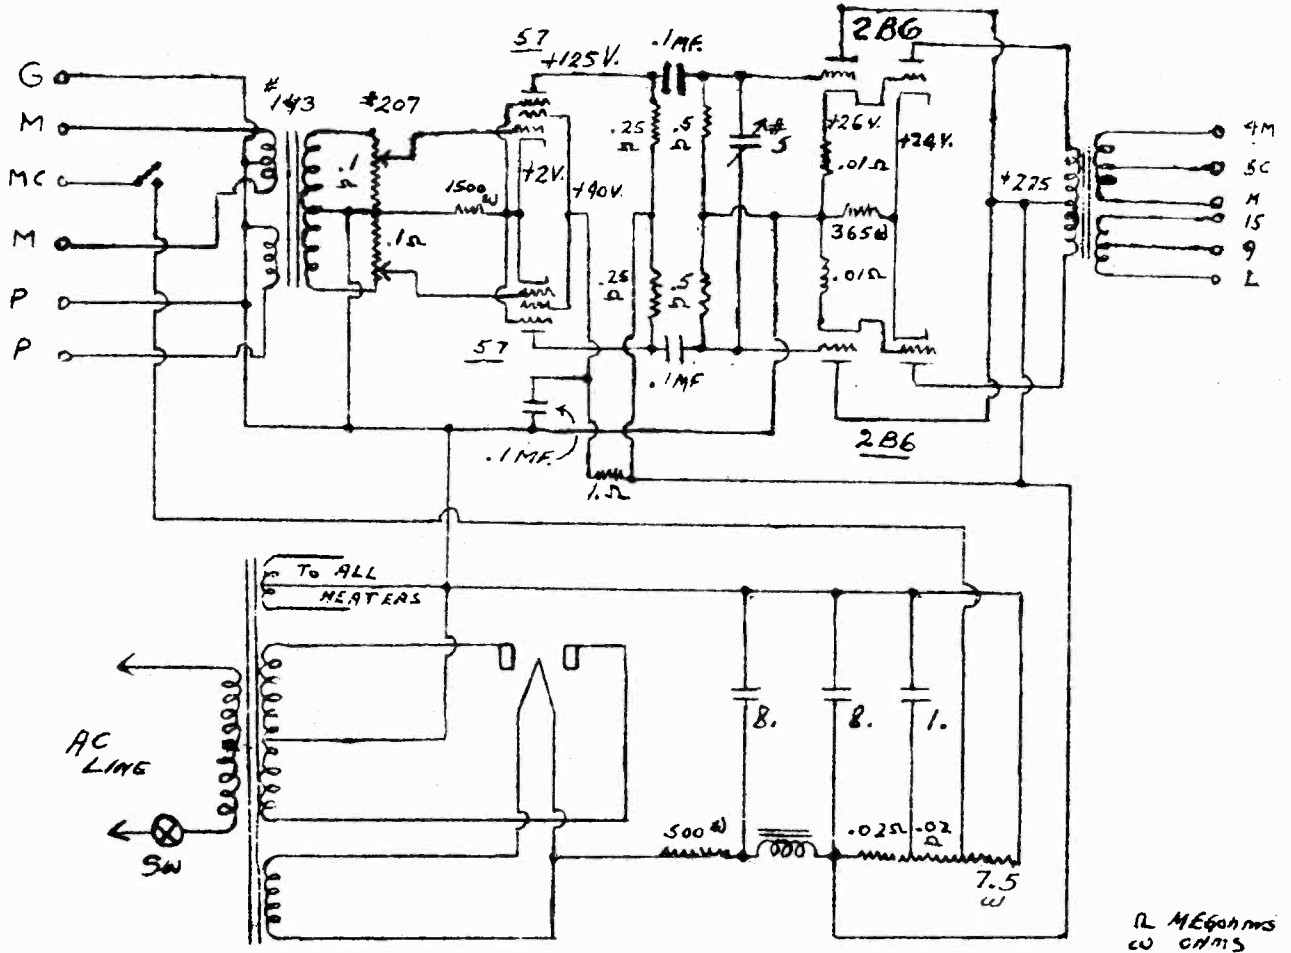 G
M
MC
M
P
P
# 143
#207
.1 Ω
.1Ω
1500 ω
57
+125V.
+2V.
+40V.
57
.1MF.
.25 Ω
.5 Ω
# 5
.25 Ω
.5 Ω
.1MF
.1MF.
1.Ω
2B6
+26V.
+24V.
.01Ω
365ω
.01Ω
2B6
+275
4M
5C
M
15
9
L
TO ALL
HEATERS
AC
LINE
SW
8.
8.
1.
500 ω
.02Ω
.02 Ω
7.5
ω
Ω MEGOHMS
ω OHMS